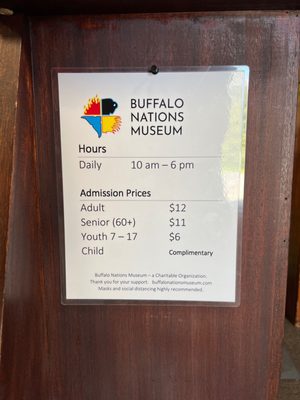 BUFFALO
NATIONS
MUSEUM
Hours
Daily 10 am – 6 pm
Admission Prices
Adult $12
Senior (60+) $11
Youth 7 – 17 $6
Child Complimentary
Buffalo Nations Museum – a Charitable Organization.
Thank you for your support. buffalonationsmuseum.com
Masks and social distancing highly recommended.